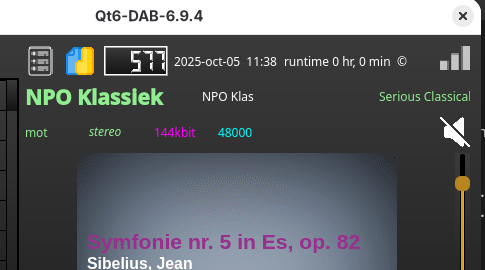 Qt6-DAB-6.9.4
577 2025-oct-05 11:38 runtime 0 hr, 0 min ©
NPO Klassiek NPO Klas Serious Classical
mot stereo 144kbit 48000
Symfonie nr. 5 in Es, op. 82
Sibelius, Jean